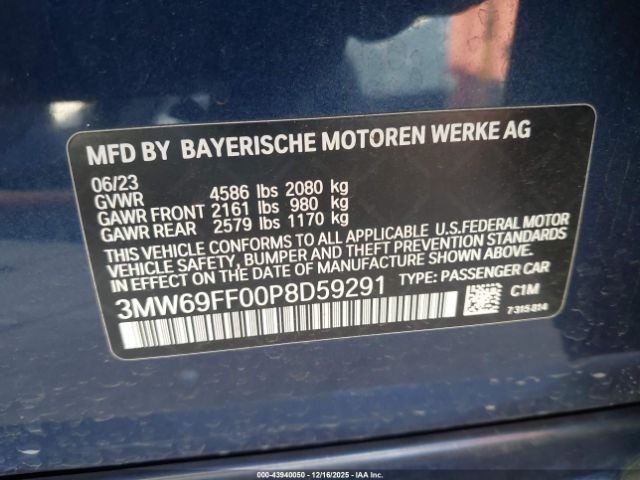 MFD BY BAYERISCHE MOTOREN WERKE AG
06/23
GVWR 4586 lbs 2080 kg
GAWR FRONT 2161 lbs 980 kg
GAWR REAR 2579 lbs 1170 kg
THIS VEHICLE CONFORMS TO ALL APPLICABLE U.S.FEDERAL MOTOR
VEHICLE SAFETY, BUMPER AND THEFT PREVENTION STANDARDS
IN EFFECT ON THE DATE OF MANUFACTURE SHOWN ABOVE.
3MW69FF00P8D59291 TYPE: PASSENGER CAR
C1M
7 315-814
000-43940050 - 12/16/2025 - IAA Inc.